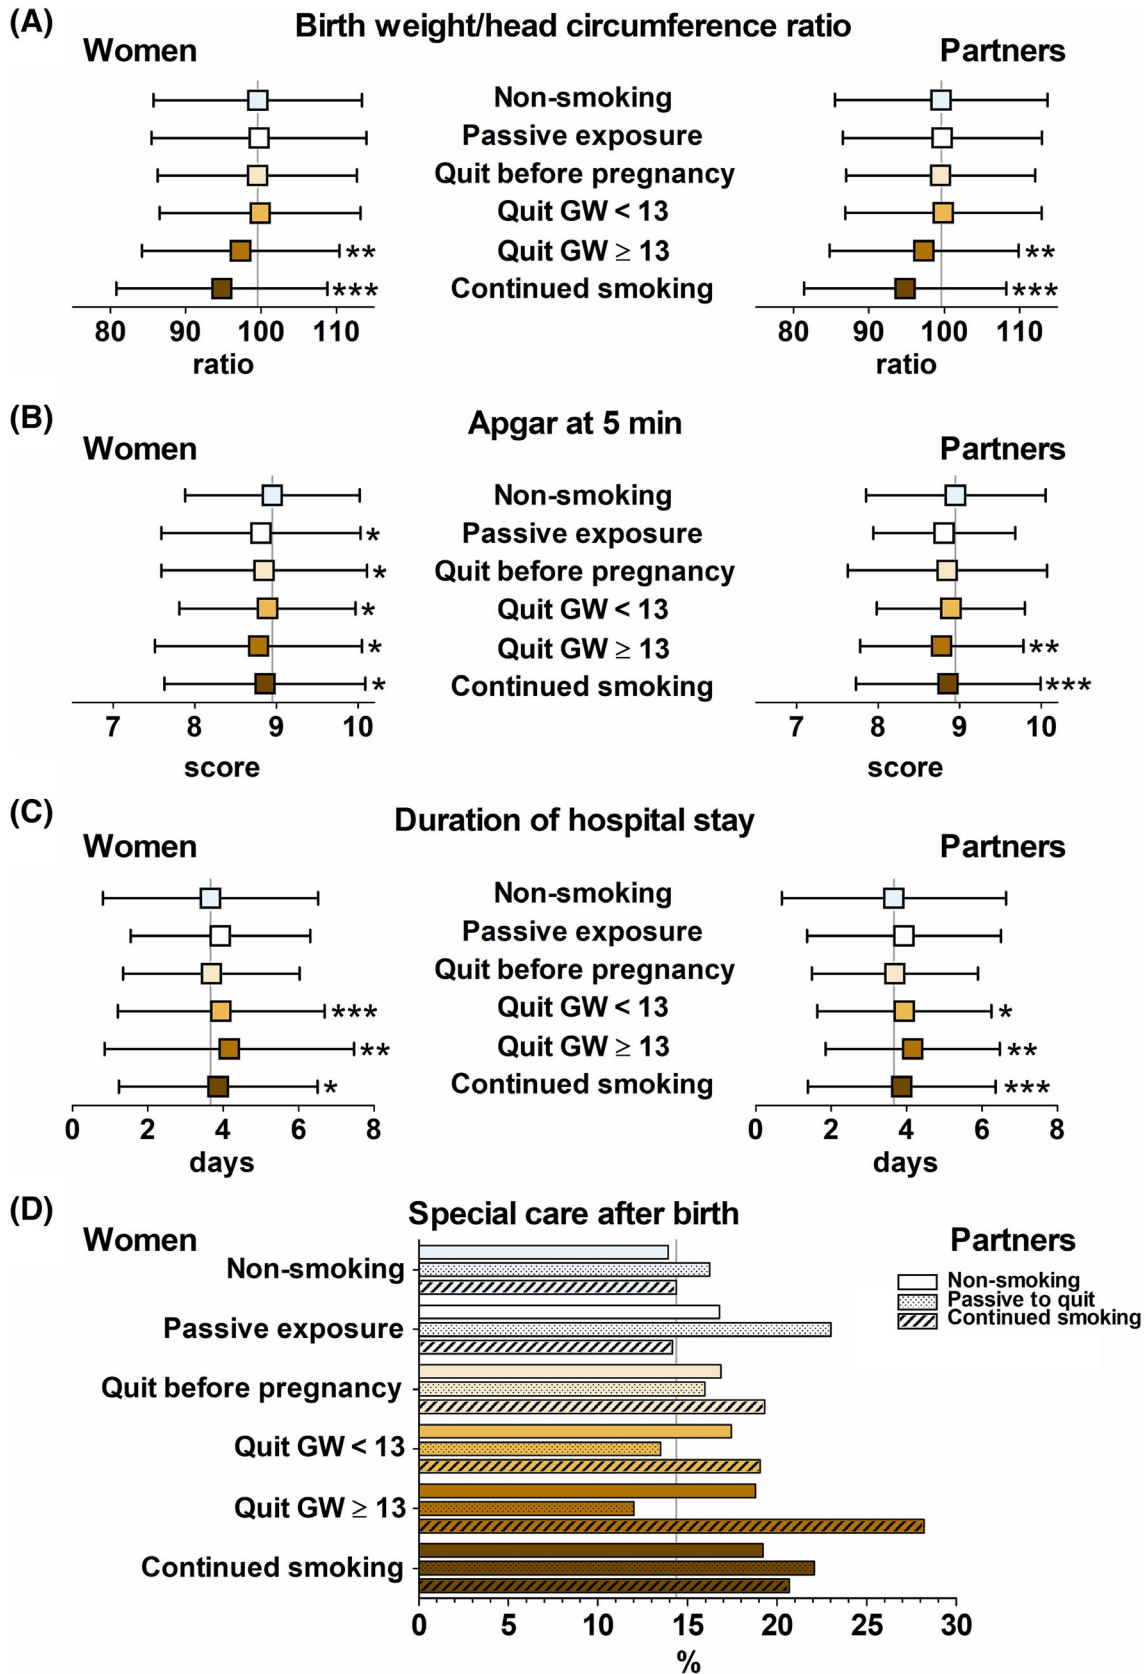 (A)
Birth weight/head circumference ratio
Women
Partners
Non-smoking
Passive exposure
Quit before pregnancy
Quit GW < 13
Quit GW ≥ 13
**
**
Continued smoking
***
***
80 90 100 110
80 90 100 110
ratio
ratio
(B)
Apgar at 5 min
Women
Partners
Non-smoking
Passive exposure
*
Quit before pregnancy
*
Quit GW < 13
*
Quit GW ≥ 13
*
**
Continued smoking
*
***
7 8 9 10
7 8 9 10
score
score
(C)
Duration of hospital stay
Women
Partners
Non-smoking
Passive exposure
Quit before pregnancy
Quit GW < 13
***
*
Quit GW ≥ 13
**
**
Continued smoking
*
***
0 2 4 6 8
0 2 4 6 8
days
days
(D)
Special care after birth
Women
Partners
Non-smoking
Passive to quit
Continued smoking
Non-smoking
Passive exposure
Quit before pregnancy
Quit GW < 13
Quit GW ≥ 13
Continued smoking
0 5 10 15 20 25 30
%